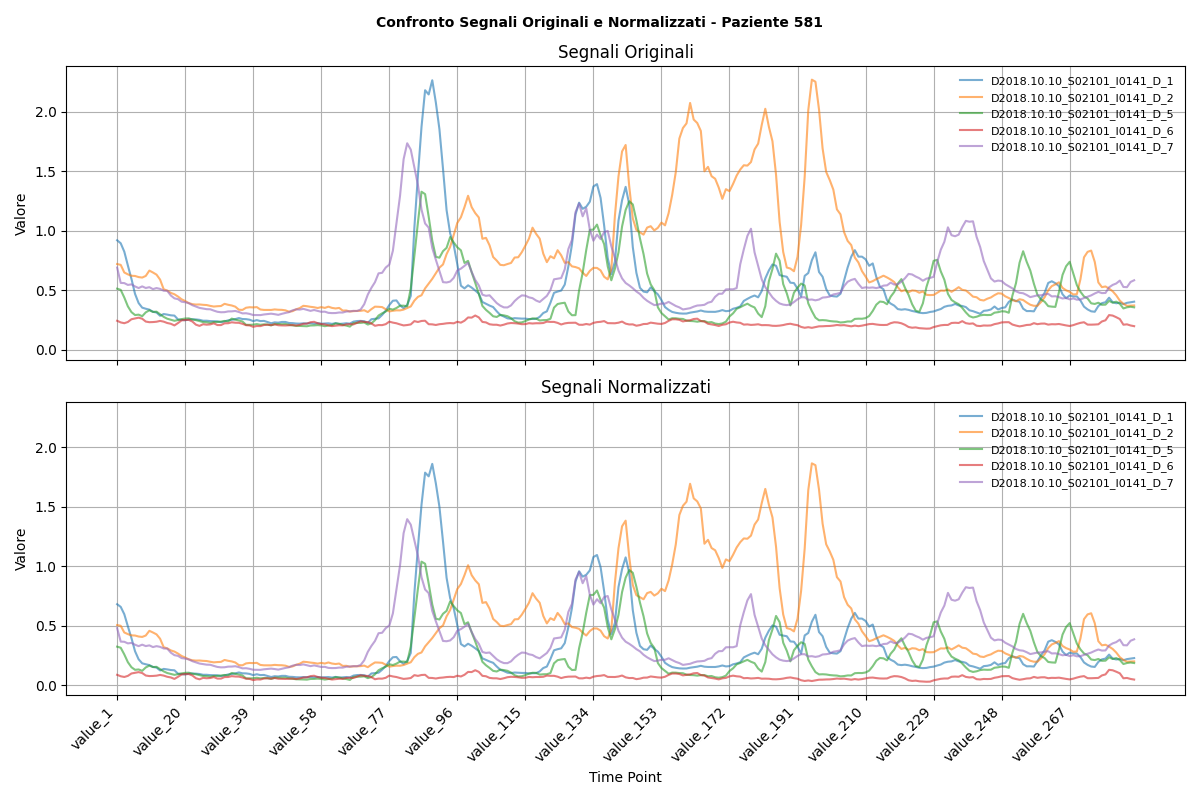 Confronto Segnali Originali e Normalizzati - Paziente 581
Segnali Originali
Valore
2.0
1.5
1.0
0.5
0.0
D2018.10.10_S02101_I0141_D_1
D2018.10.10_S02101_I0141_D_2
D2018.10.10_S02101_I0141_D_5
D2018.10.10_S02101_I0141_D_6
D2018.10.10_S02101_I0141_D_7
Segnali Normalizzati
Valore
2.0
1.5
1.0
0.5
0.0
D2018.10.10_S02101_I0141_D_1
D2018.10.10_S02101_I0141_D_2
D2018.10.10_S02101_I0141_D_5
D2018.10.10_S02101_I0141_D_6
D2018.10.10_S02101_I0141_D_7
value_1
value_20
value_39
value_58
value_77
value_96
value_115
value_134
value_153
value_172
value_191
value_210
value_229
value_248
value_267
Time Point